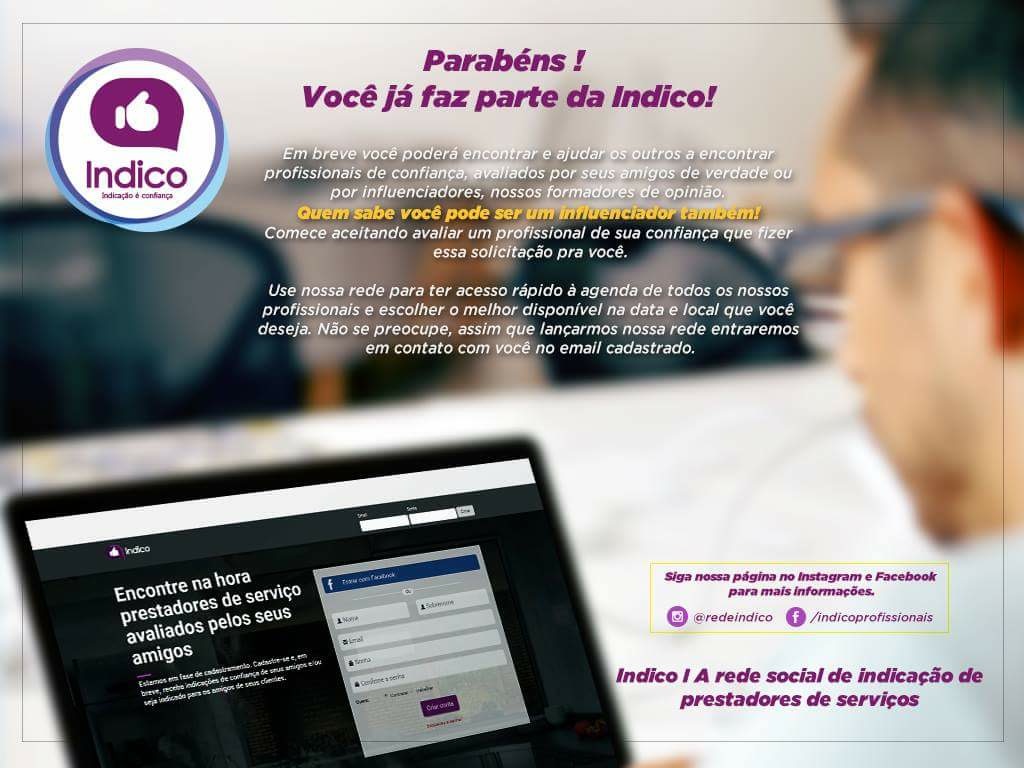 Parabéns !
Você já faz parte da Indico!
Indico
Indicação é confiança
Em breve você poderá encontrar e ajudar os outros a encontrar
profissionais de confiança, avaliados por seus amigos de verdade ou
por influenciadores, nossos formadores de opinião.
Quem sabe você pode ser um influenciador também!
Comece aceitando avaliar um profissional de sua confiança que fizer
essa solicitação pra você.
Use nossa rede para ter acesso rápido à agenda de todos os nossos
profissionais e escolher o melhor disponível na data e local que você
deseja. Não se preocupe, assim que lançarmos nossa rede entraremos
em contato com você no email cadastrado.
Indico
Email
Senha
Entrar
Encontre na hora
prestadores de serviço
avaliados pelos seus
amigos
Estamos em fase de cadastramento. Cadastre-se e, em
breve, receba indicações de confiança de seus amigos e/ou
seja indicado para os amigos de seus clientes.
Entrar com Facebook
Ou
Nome
Sobrenome
Email
Senha
Confirme a senha
Quero:
Contratar
trabalhar
Criar conta
Siga nossa página no Instagram e Facebook
para mais informações.
@redeindico
/indicoprofissionais
Indico I A rede social de indicação de
prestadores de serviços